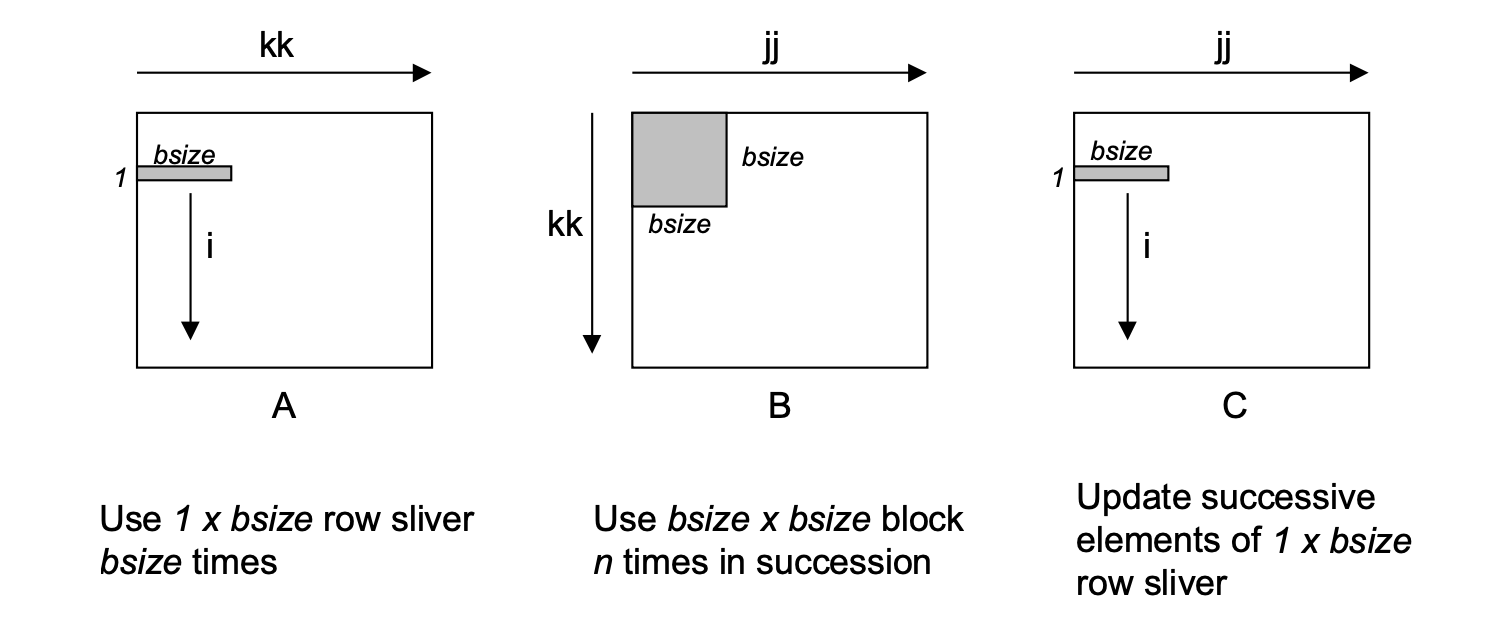 kk
bsize
1
i
A
Use 1 x bsize row sliver
bsize times
jj
kk
bsize
bsize
B
Use bsize x bsize block
n times in succession
jj
bsize
1
i
C
Update successive
elements of 1 x bsize
row sliver